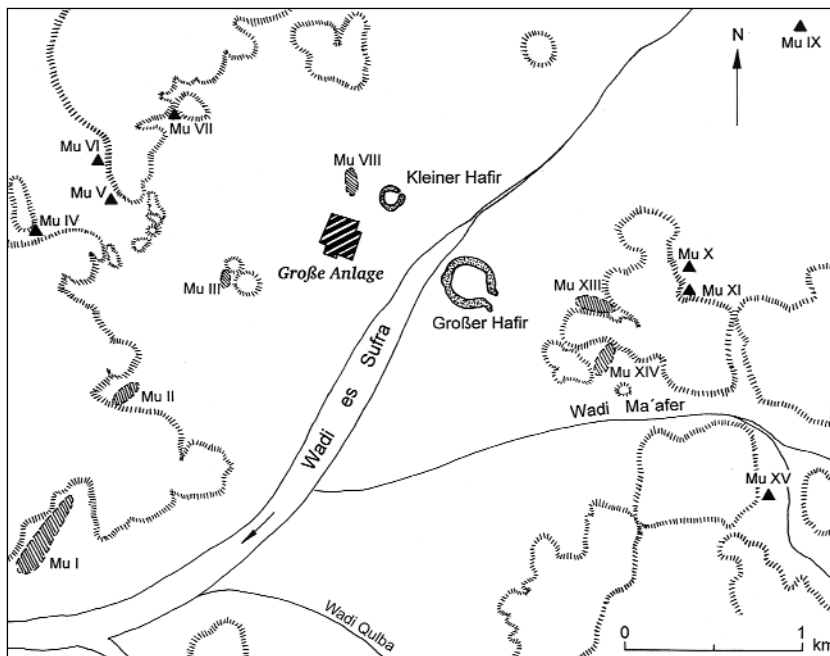 Mu IX
N
Mu VII
Mu VI
Mu VIII
Kleiner Hafir
Mu V
Mu IV
Große Anlage
Mu X
Mu III
Mu XIII
Mu XI
Großer Hafir
Wadi es Sufra
Mu XIV
Mu II
Wadi Ma´afer
Mu XV
Mu I
Wadi Qulba
0
1
km